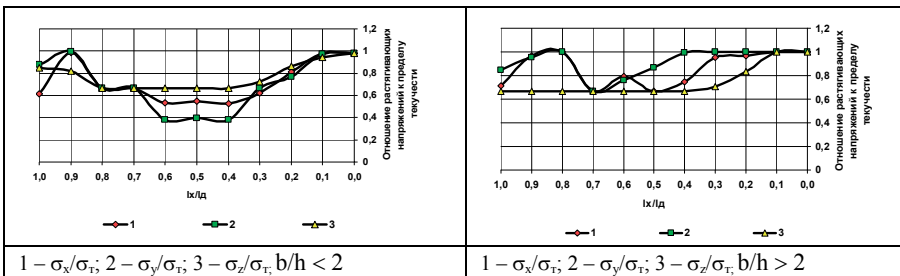 1,2
1
0,8
0,6
0,4
0,2
0
Отношение растягивающих
напряжений к пределу
текучести
1,0 0,9 0,8 0,7 0,6 0,5 0,4 0,3 0,2 0,1 0,0
lx/lд
1 2 3
1 – σx/σт; 2 – σy/σт; 3 – σz/σт; b/h < 2
1,2
1
0,8
0,6
0,4
0,2
0
Отношение растягивающих
напряжений к пределу
текучести
1,0 0,9 0,8 0,7 0,6 0,5 0,4 0,3 0,2 0,1 0,0
lx/lд
1 2 3
1 – σx/σт; 2 – σy/σт; 3 – σz/σт; b/h > 2